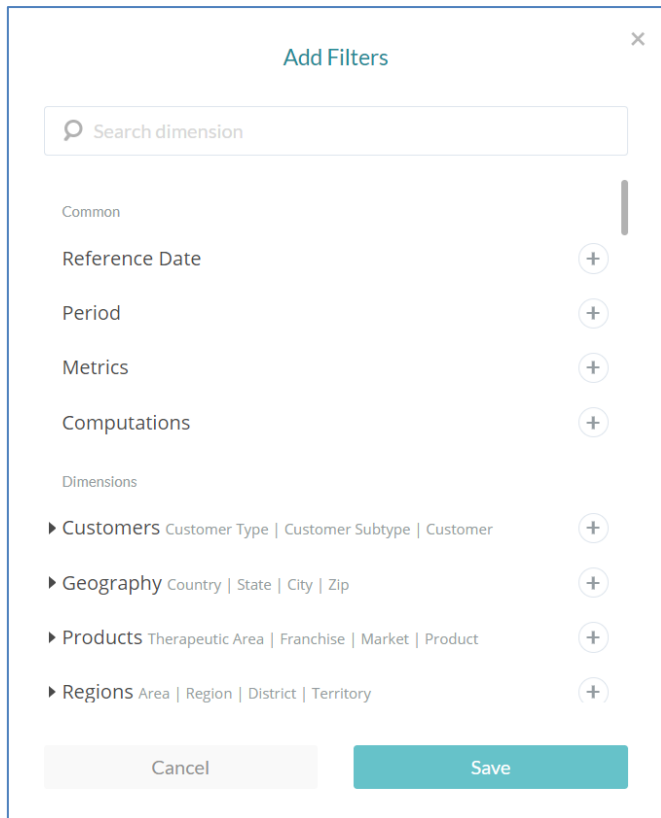 Add Filters
Search dimension
Common
Reference Date
Period
Metrics
Computations
Dimensions
Customers Customer Type | Customer Subtype | Customer
Geography Country | State | City | Zip
Products Therapeutic Area | Franchise | Market | Product
Regions Area | Region | District | Territory
Cancel Save